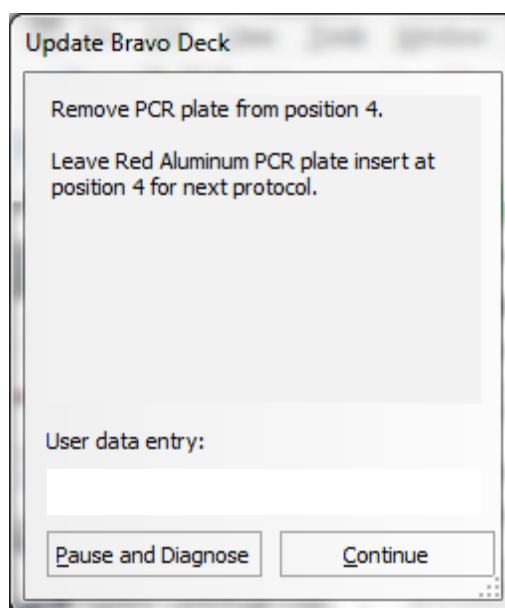 Update Bravo Deck
Remove PCR plate from position 4.
Leave Red Aluminum PCR plate insert at
position 4 for next protocol.
User data entry:
Pause and Diagnose
Continue